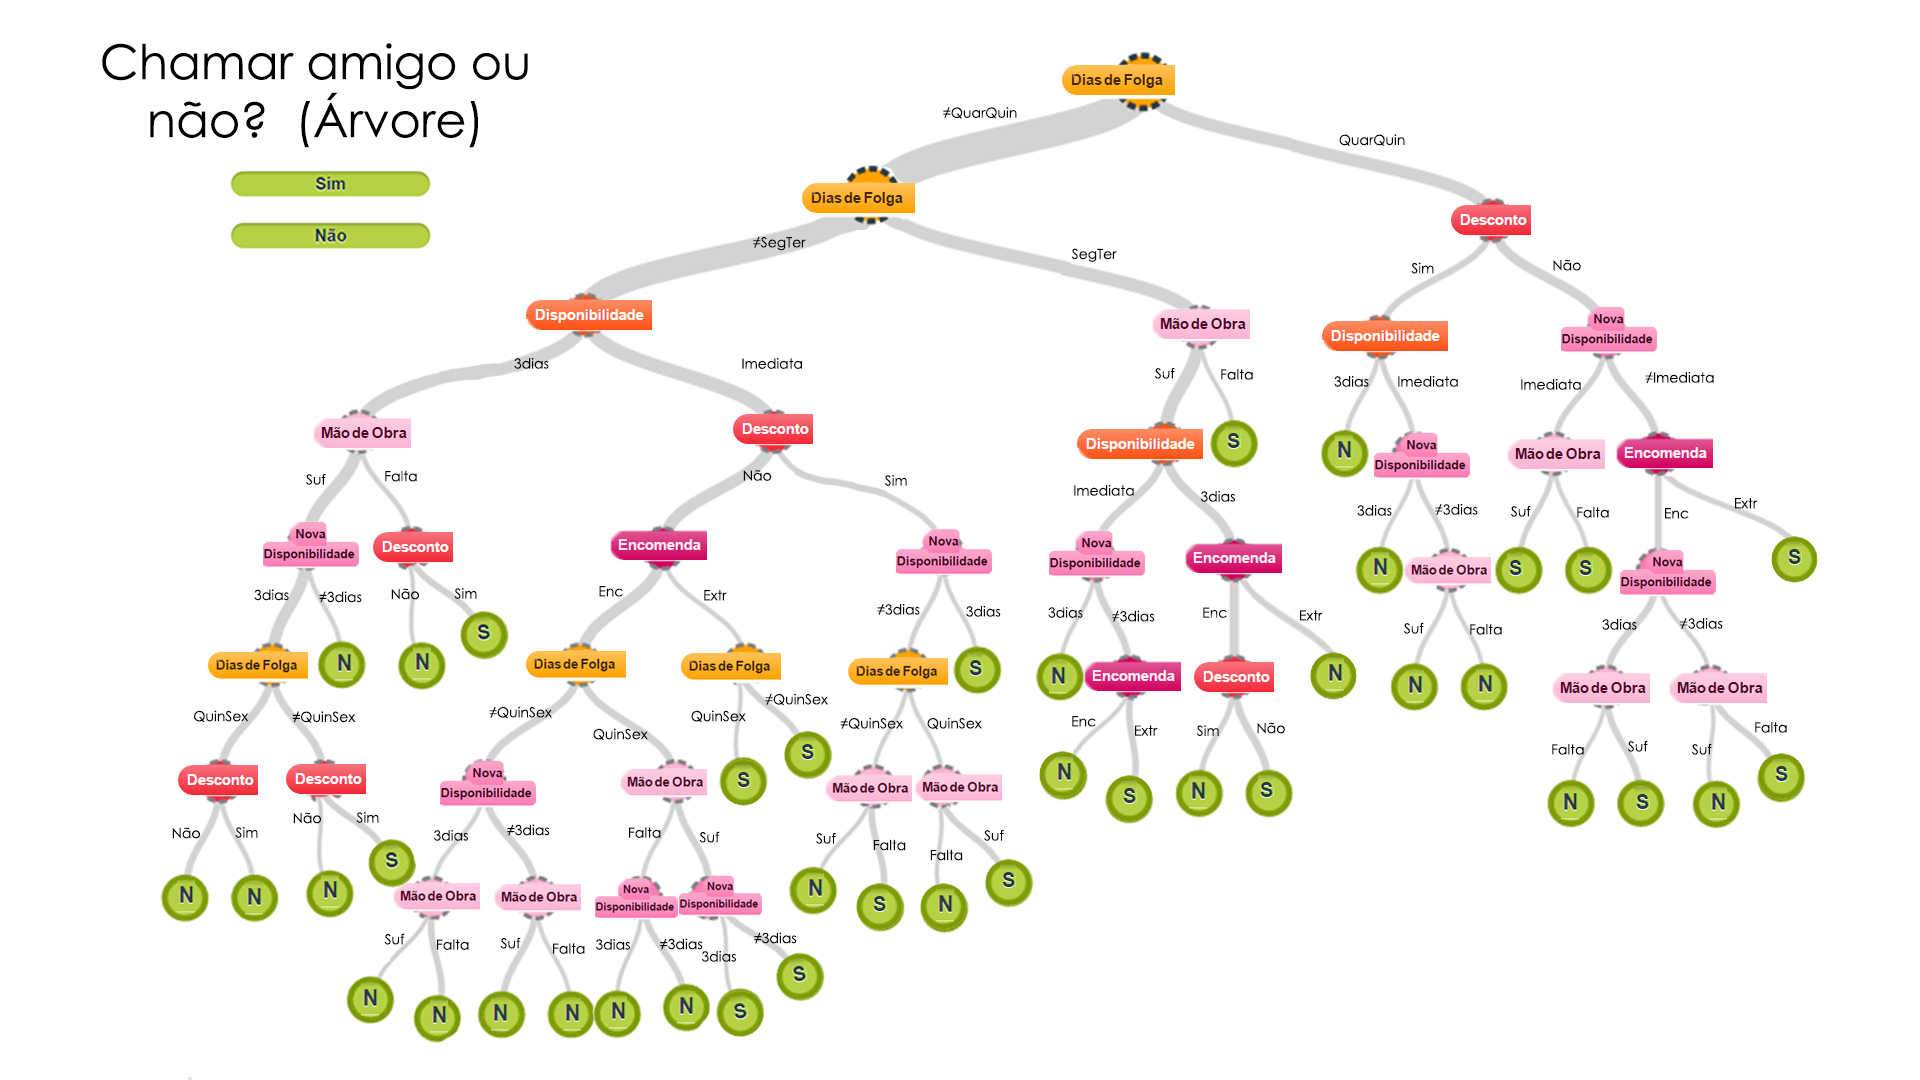 Chamar amigo ou
não? (Árvore)
Sim
Não
Dias de Folga
≠QuarQuin
QuarQuin
Dias de Folga
Desconto
≠SegTer
SegTer
Sim
Não
Disponibilidade
Mão de Obra
Disponibilidade
Nova
Disponibilidade
3dias
Imediata
Suf
Falta
3dias
Imediata
Imediata
≠Imediata
Mão de Obra
Desconto
Disponibilidade
S
N
Nova
Disponibilidade
Mão de Obra
Encomenda
Suf
Falta
Não
Sim
Imediata
3dias
3dias
≠3dias
Suf
Falta
Enc
Extr
Nova
Disponibilidade
Desconto
Encomenda
Nova
Disponibilidade
Nova
Disponibilidade
Encomenda
N
Mão de Obra
S
S
Nova
Disponibilidade
S
3dias
≠3dias
Não
Sim
Enc
Extr
≠3dias
3dias
3dias
≠3dias
Enc
Extr
Suf
Falta
3dias
≠3dias
Dias de Folga
N
N
S
Dias de Folga
Dias de Folga
Dias de Folga
S
N
Encomenda
Desconto
N
N
N
Mão de Obra
Mão de Obra
QuinSex
≠QuinSex
≠QuinSex
QuinSex
QuinSex
≠QuinSex
≠QuinSex
QuinSex
Enc
Extr
Sim
Não
Falta
Suf
Suf
Falta
Desconto
Desconto
Nova
Disponibilidade
Mão de Obra
S
S
Mão de Obra
Mão de Obra
N
S
N
S
N
S
N
S
Não
Sim
Não
Sim
3dias
≠3dias
Falta
Suf
Suf
Falta
Falta
Suf
N
N
N
S
Mão de Obra
Mão de Obra
Nova
Disponibilidade
Nova
Disponibilidade
N
S
N
S
Suf
Falta
Suf
Falta
3dias
≠3dias
3dias
≠3dias
N
N
N
N
N
N
S
S